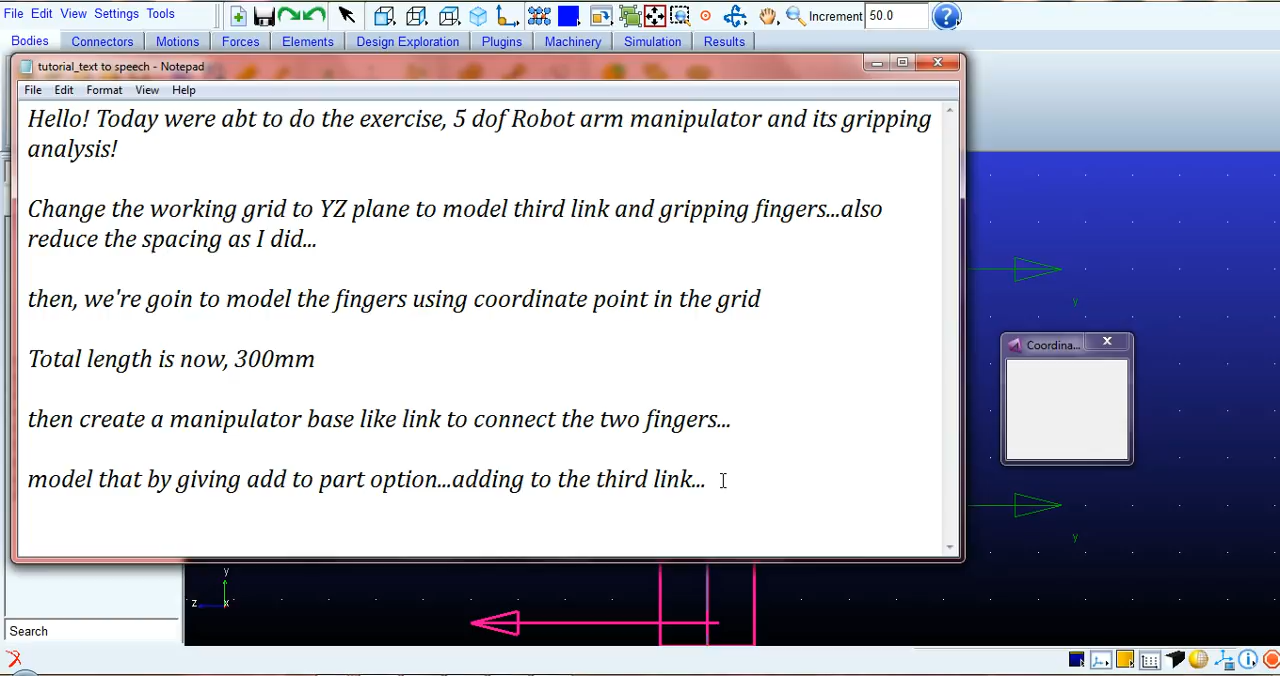 File Edit View Settings Tools Increment 50.0
Bodies Connectors Motions Forces Elements Design Exploration Plugins Machinery Simulation Results
tutorial_text to speech - Notepad
File Edit Format View Help
Hello! Today were abt to do the exercise, 5 dof Robot arm manipulator and its gripping
analysis!
Change the working grid to YZ plane to model third link and gripping fingers...also
reduce the spacing as I did...
then, we're goin to model the fingers using coordinate point in the grid
Total length is now, 300mm
then create a manipulator base like link to connect the two fingers...
model that by giving add to part option...adding to the third link...
Y
Coordina...
Y
y
z x
Search